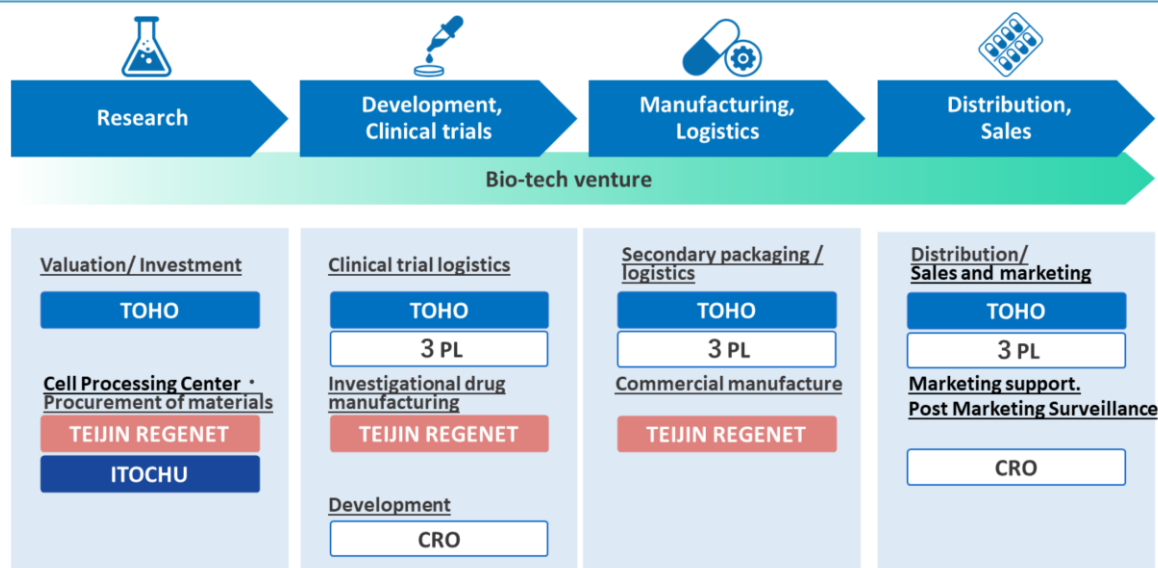 Research
Development,
Clinical trials
Manufacturing,
Logistics
Distribution,
Sales
Bio-tech venture
Valuation/ Investment
TOHO
Cell Processing Center・
Procurement of materials
TEIJIN REGENET
ITOCHU
Clinical trial logistics
TOHO
３ PL
Investigational drug
manufacturing
TEIJIN REGENET
Development
CRO
Secondary packaging /
logistics
TOHO
３ PL
Commercial manufacture
TEIJIN REGENET
Distribution/
Sales and marketing
TOHO
３ PL
Marketing support.
Post Marketing Surveillance
CRO